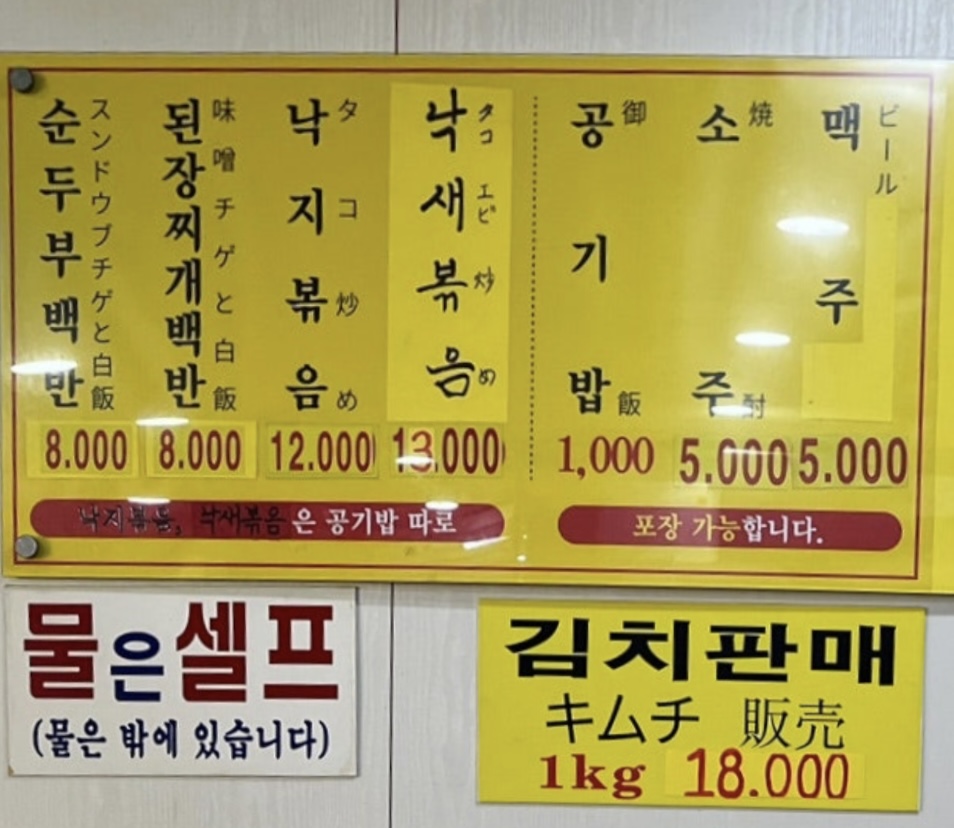 순두부백반
スンドウブチゲと白飯
8.000
된장찌개백반
味噌チゲと白飯
8.000
낙지볶음
タコ炒め
12.000
낙새볶음
タコエビ炒め
13,000
공기밥
御飯
1,000
소주
焼酎
5.000
맥주
ビール
5.000
낙지볶음, 낙새볶음은 공기밥 따로
포장 가능합니다.
물은셀프
(물은 밖에 있습니다)
김치판매
キムチ 販売
1kg 18.000